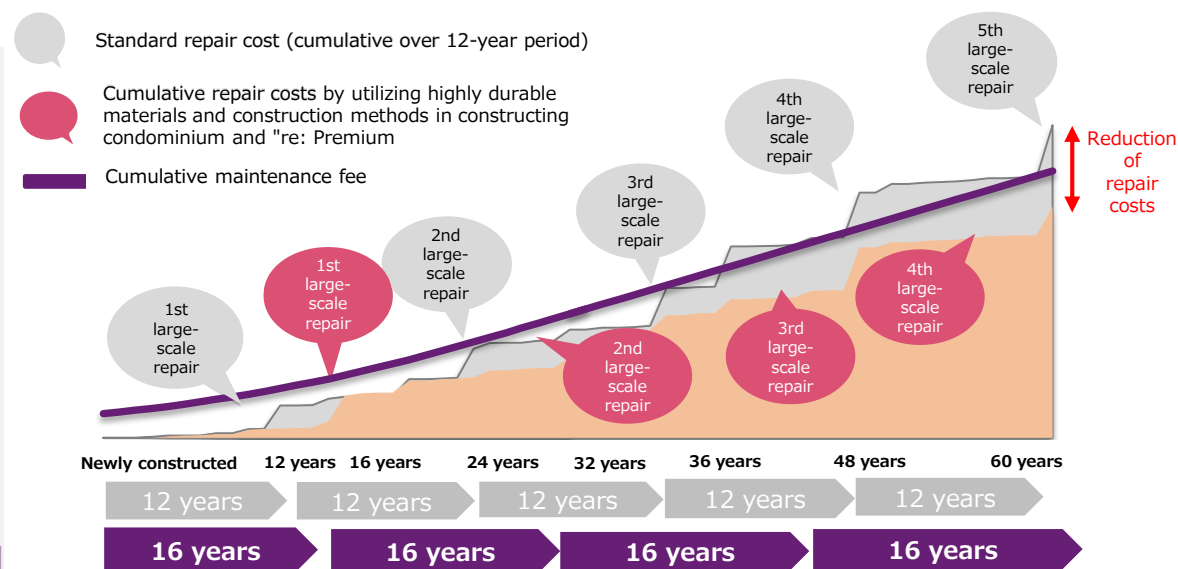 Standard repair cost (cumulative over 12-year period)
Cumulative repair costs by utilizing highly durable
materials and construction methods in constructing
condominium and "re: Premium
Cumulative maintenance fee
1st
large-
scale
repair
1st
large-
scale
repair
2nd
large-
scale
repair
2nd
large-
scale
repair
3rd
large-
scale
repair
3rd
large-
scale
repair
4th
large-
scale
repair
4th
large-
scale
repair
5th
large-
scale
repair
Reduction
of
repair
costs
Newly constructed
12 years
16 years
24 years
32 years
36 years
48 years
60 years
12 years
12 years
12 years
12 years
12 years
16 years
16 years
16 years
16 years